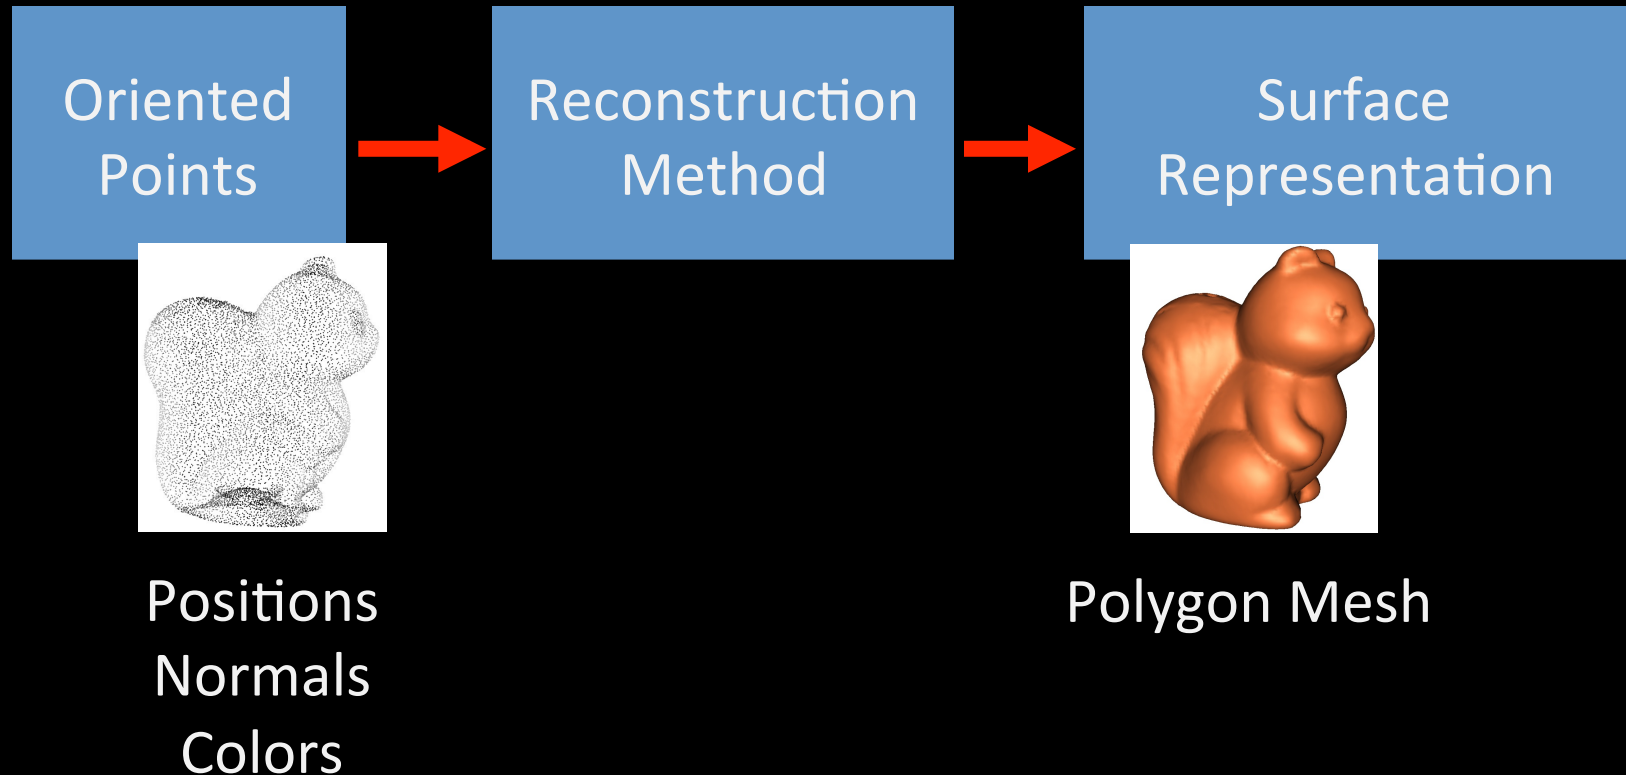 Oriented
Points
Reconstruction
Method
Surface
Representation
Positions
Normals
Colors
Polygon Mesh